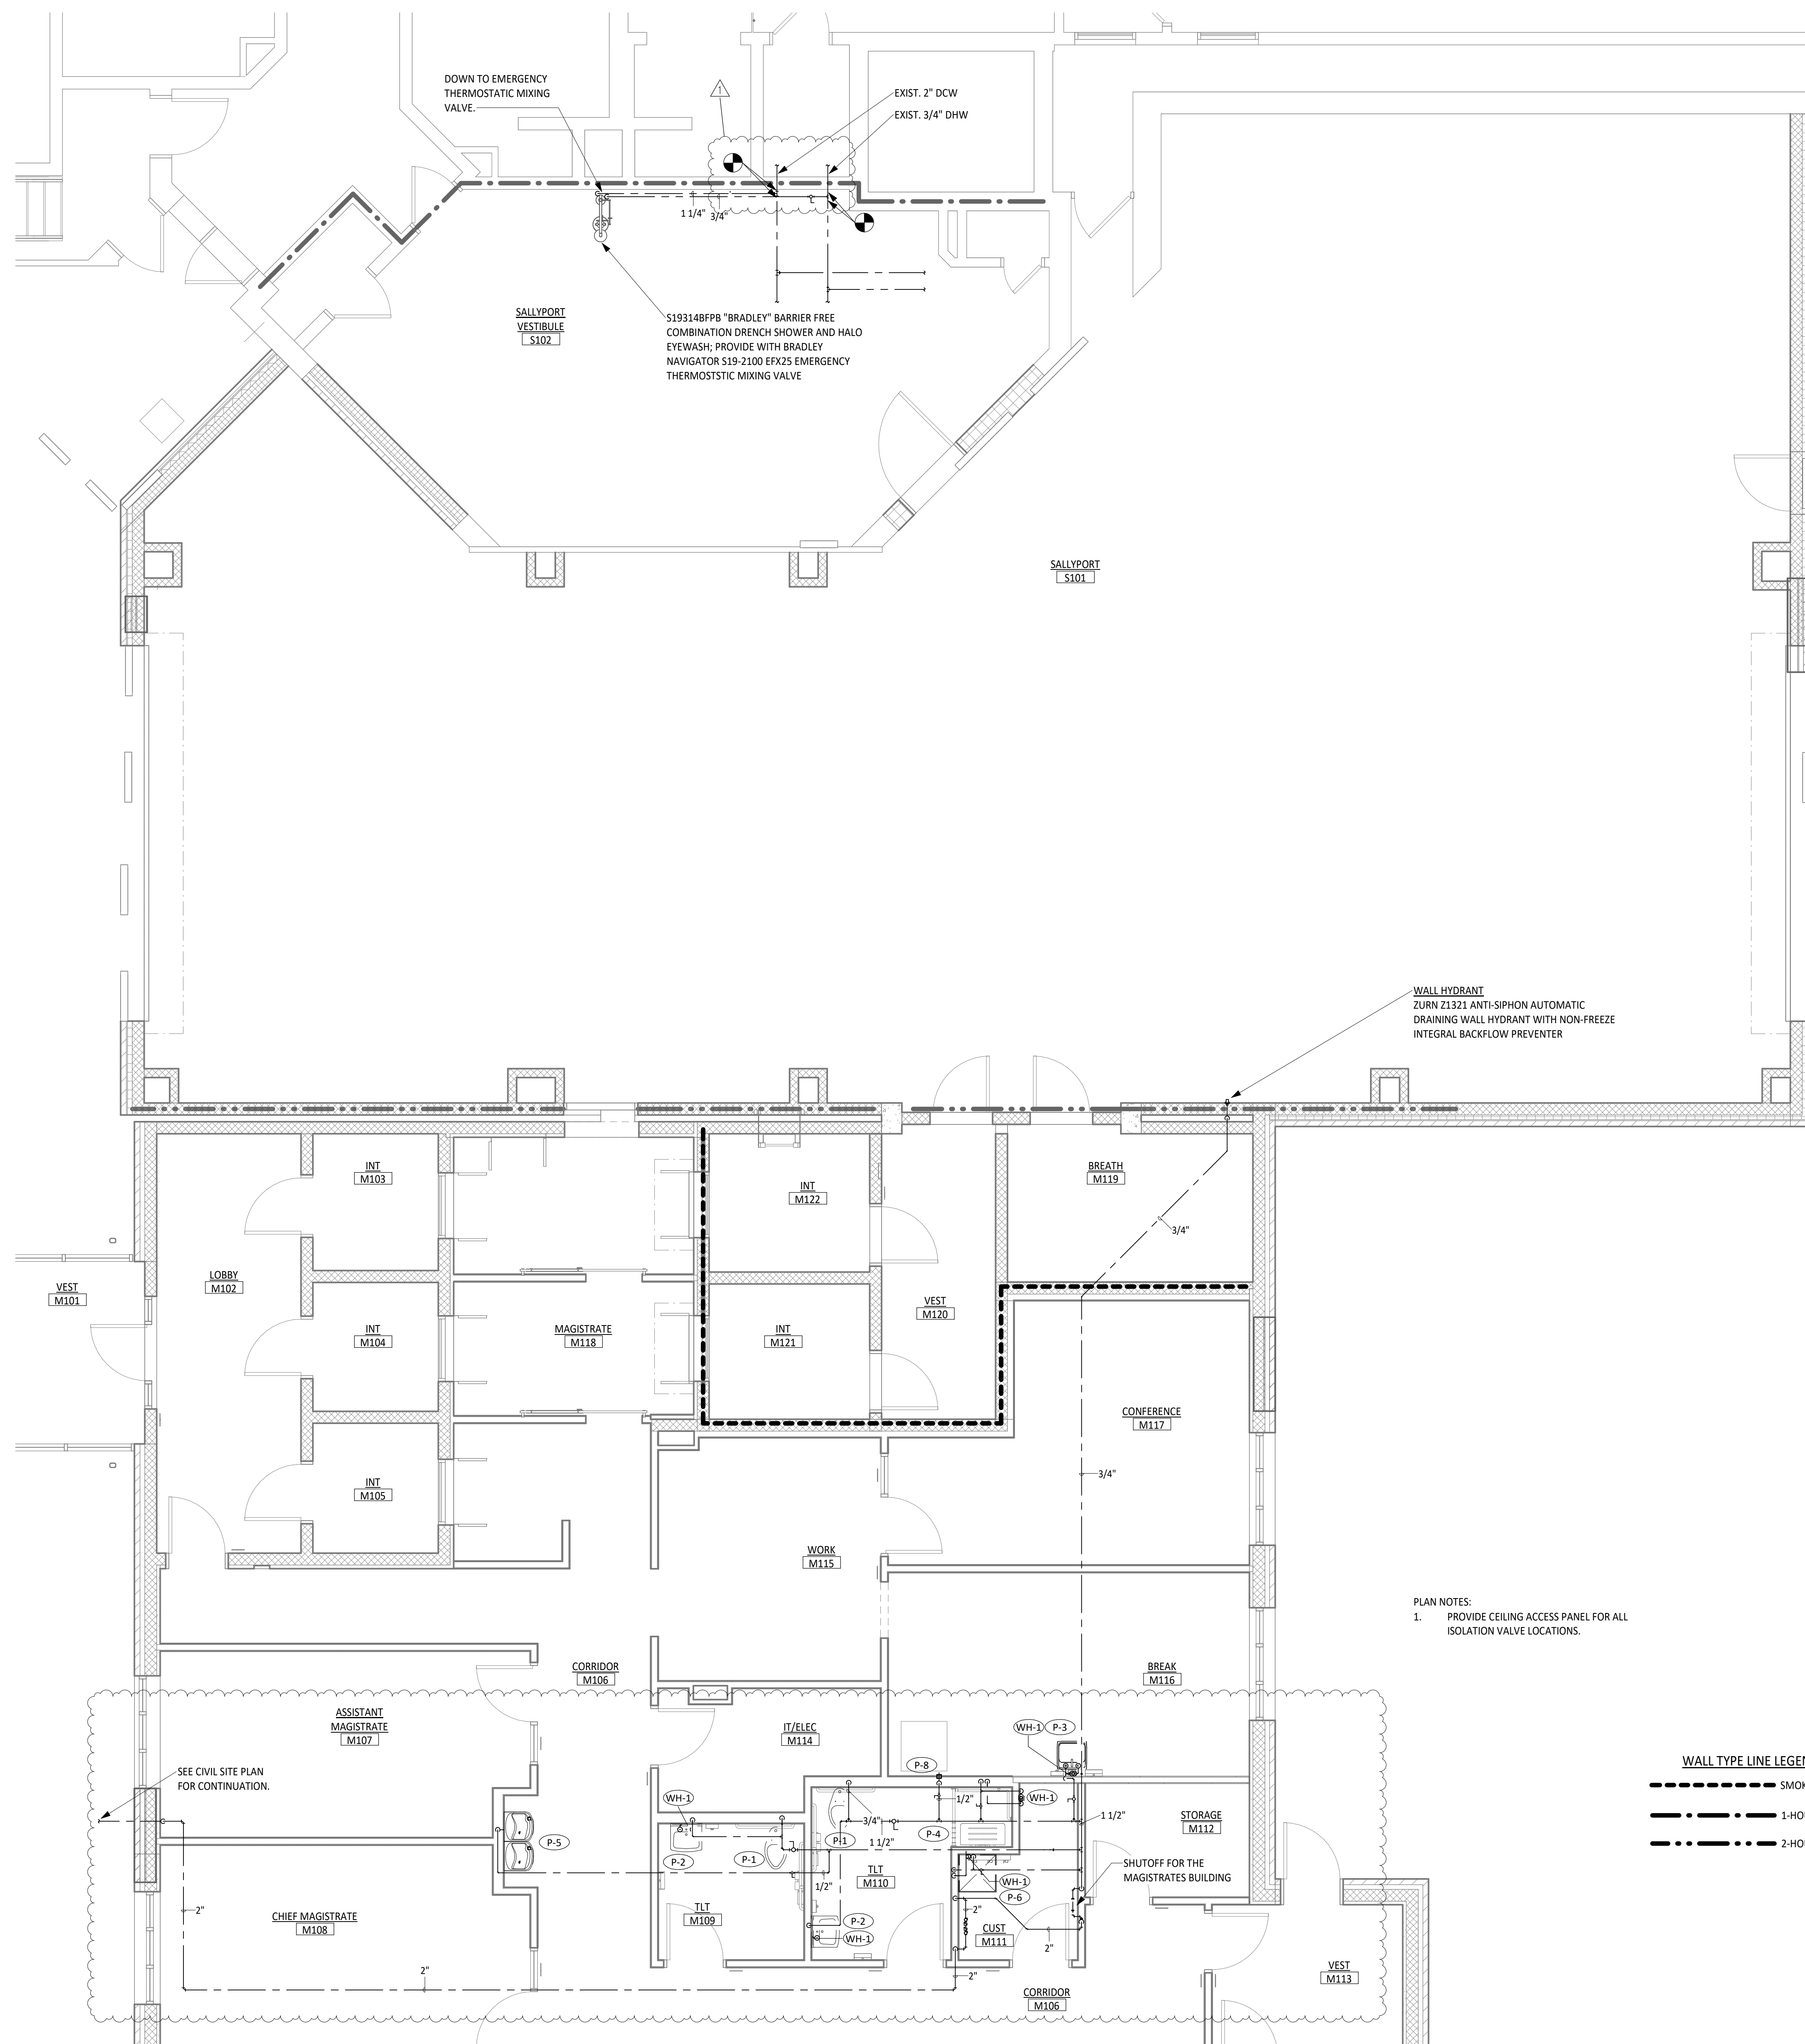 DOWN TO EMERGENCY
THERMOSTATIC MIXING
VALVE.
1
EXIST. 2" DCW
EXIST. 3/4" DHW
1 1/4"
3/4"
SALLYPORT
VESTIBULE
S102
S19314BFPB "BRADLEY" BARRIER FREE
COMBINATION DRENCH SHOWER AND HALO
EYEWASH; PROVIDE WITH BRADLEY
NAVIGATOR S19-2100 EFX25 EMERGENCY
THERMOSTSTIC MIXING VALVE
SALLYPORT
S101
WALL HYDRANT
ZURN Z1321 ANTI-SIPHON AUTOMATIC
DRAINING WALL HYDRANT WITH NON-FREEZE
INTEGRAL BACKFLOW PREVENTER
INT
M103
INT
M122
BREATH
M119
3/4"
VEST
M101
LOBBY
M102
INT
M104
MAGISTRATE
M118
INT
M121
VEST
M120
CONFERENCE
M117
3/4"
INT
M105
WORK
M115
PLAN NOTES:
1. PROVIDE CEILING ACCESS PANEL FOR ALL
ISOLATION VALVE LOCATIONS.
CORRIDOR
M106
BREAK
M116
ASSISTANT
MAGISTRATE
M107
IT/ELEC
M114
WH-1
P-3
P-8
SEE CIVIL SITE PLAN
FOR CONTINUATION.
WALL TYPE LINE LEGEN
SMOK
1-HOU
2-HOU
WH-1
1/2"
WH-1
3/4"
1 1/2"
STORAGE
M112
P-5
P-2
P-1
P-1
1 1/2"
P-4
SHUTOFF FOR THE
MAGISTRATES BUILDING
TLT
M110
1/2"
WH-1
P-6
2"
CHIEF MAGISTRATE
M108
TLT
M109
P-2
WH-1
2"
CUST
M111
2"
2"
2"
VEST
M113
CORRIDOR
M106